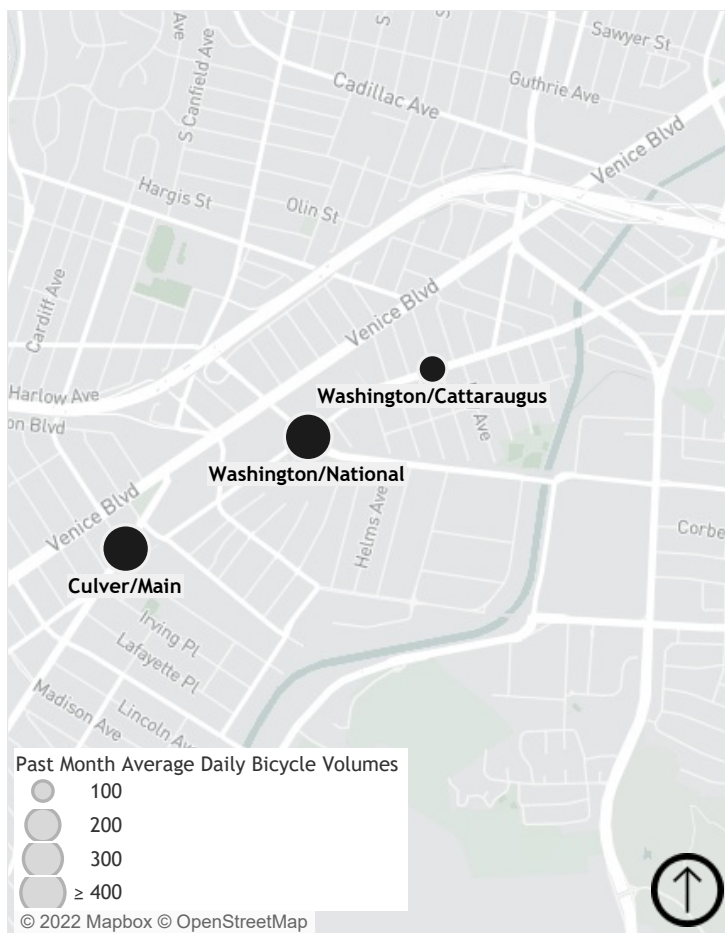 Sawyer St
Ave
S Canfield Ave
S
S
Cadillac Ave
Guthrie Ave
Venice Blvd
Hargis St
Olin St
Cardiff Ave
Venice Blvd
Harlow Ave
on Blvd
Washington/Cattaraugus
Ave
Washington/National
Venice Blvd
Helms Ave
Corbe
Culver/Main
Irving Pl
Lafayette Pl
Madison Ave
Lincoln Av
Past Month Average Daily Bicycle Volumes
100
200
300
≥ 400
© 2022 Mapbox © OpenStreetMap